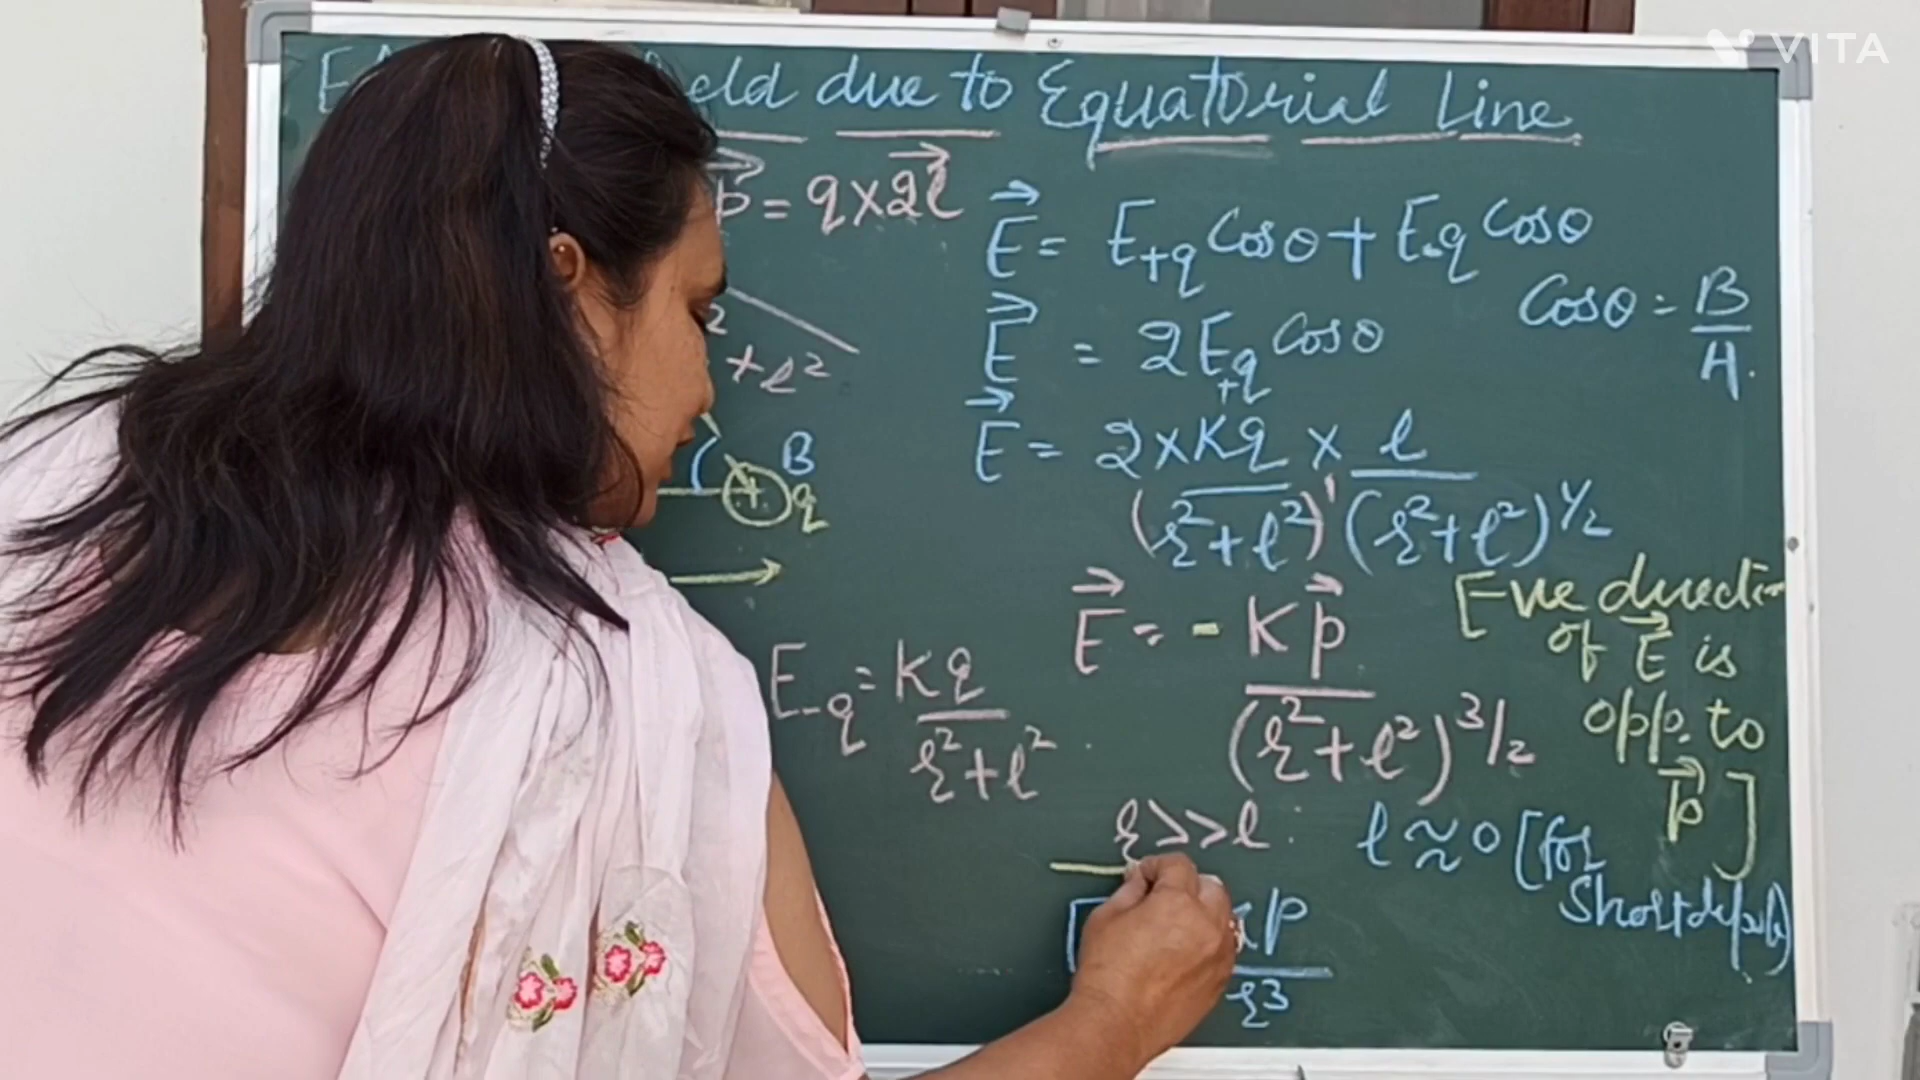 VITA
due to Equatorial Line
p⃗ = q × 2l⃗
E⃗ = E+q Cosθ + E-q Cosθ
Cosθ = B/H.
E⃗ = 2E+q Cosθ
+ l²
E⃗ = 2 × Kq/(r² + l²)¹ × l/(r² + l²)^1/2
B
+ q
E⃗ = - Kp⃗/(r² + l²)^3/2
[-ve directi
of E⃗ is
opp. to
p⃗]
E-q = Kq/r² + l²
r >> l : l ≈ 0 [for
Short
p/r³